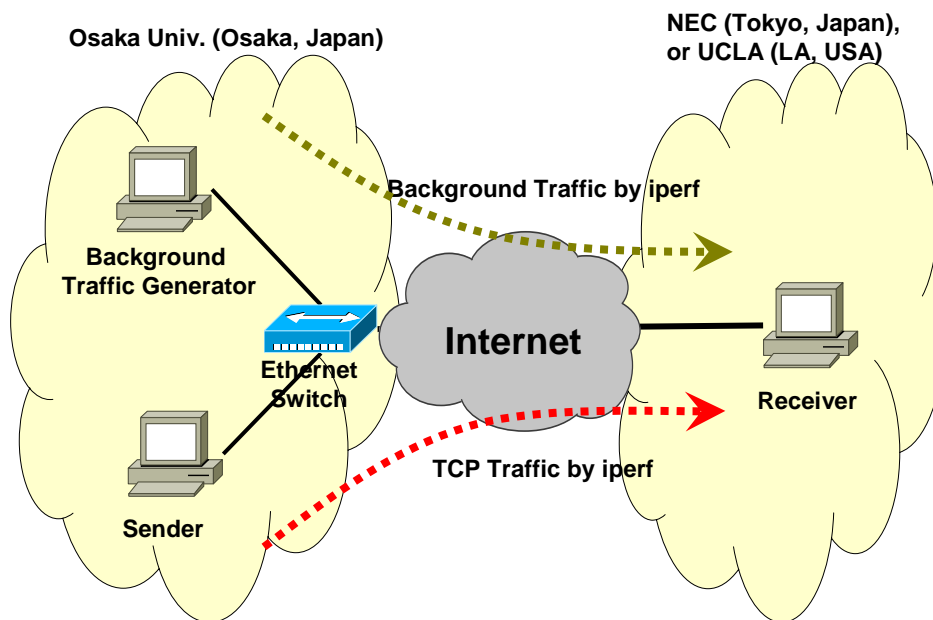 Osaka Univ. (Osaka, Japan)
NEC (Tokyo, Japan),
or UCLA (LA, USA)
Background Traffic by iperf
Background
Traffic Generator
Internet
Ethernet
Switch
Receiver
TCP Traffic by iperf
Sender